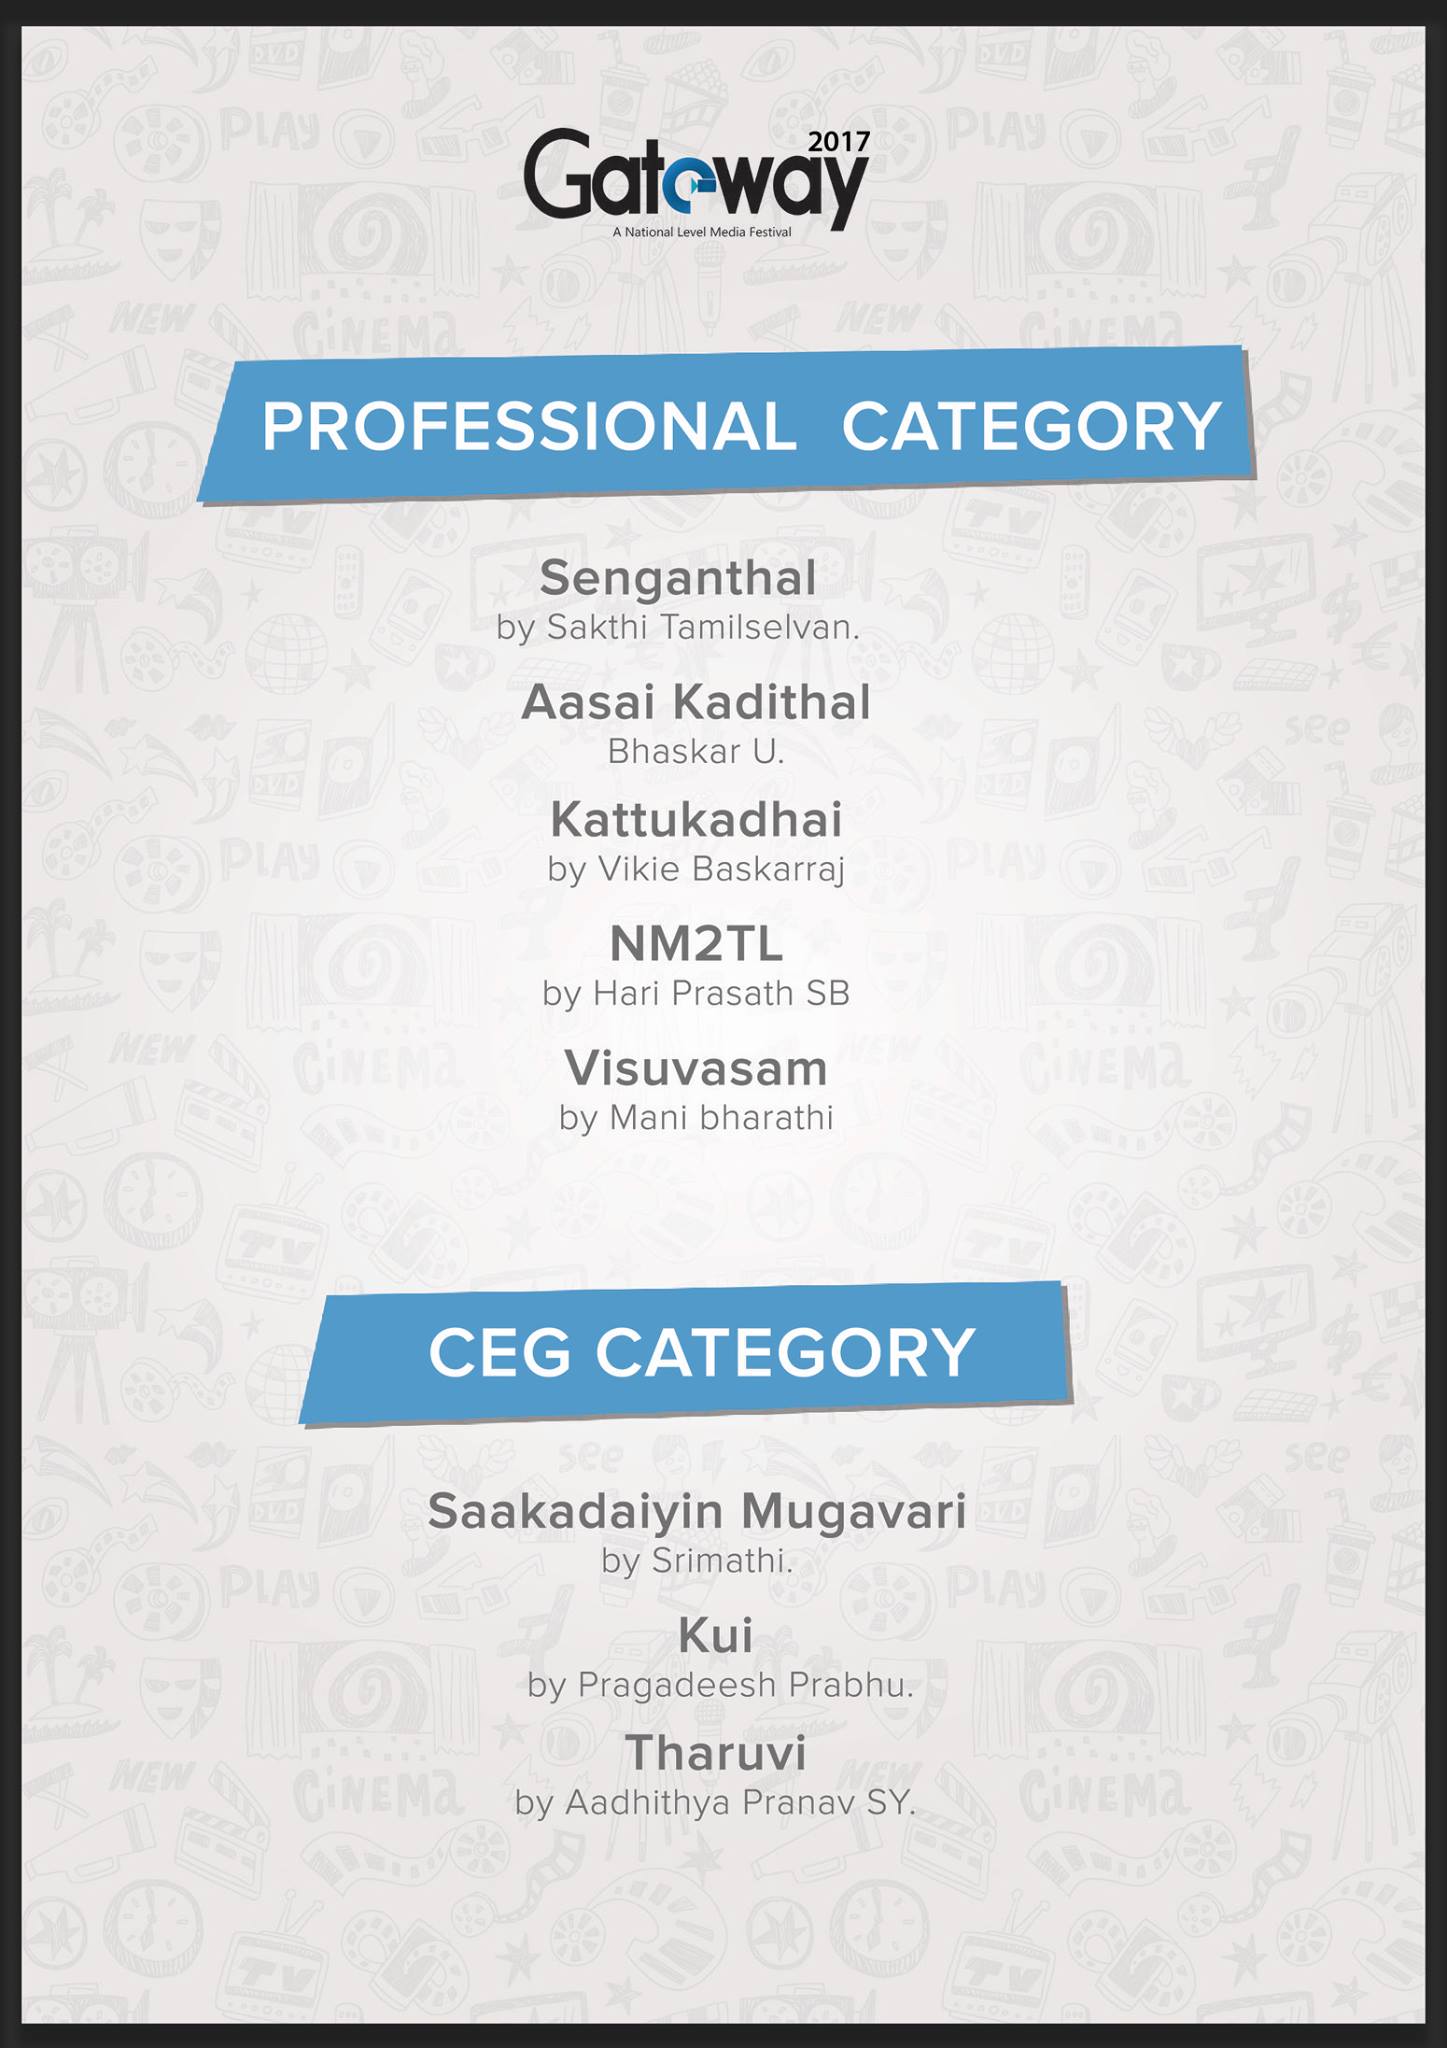 Gateway 2017
A National Level Media Festival
PROFESSIONAL CATEGORY
Senganthal
by Sakthi Tamilselvan.
Aasai Kadithal
Bhaskar U.
Kattukadhai
by Vikie Baskarraj
NM2TL
by Hari Prasath SB
Visuvasam
by Mani bharathi
CEG CATEGORY
Saakadaiyin Mugavari
by Srimathi.
Kui
by Pragadeesh Prabhu.
Tharuvi
by Aadhithya Pranav SY.